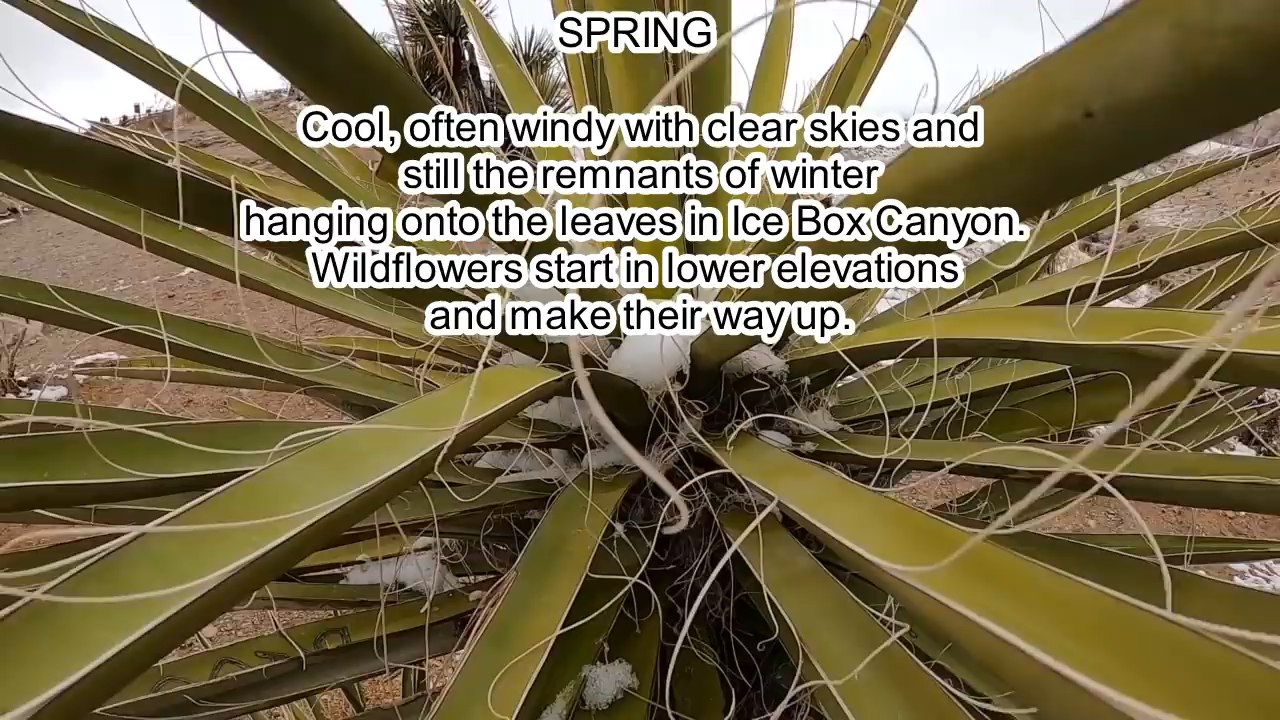 SPRING
Cool, often windy with clear skies and
still the remnants of winter
hanging onto the leaves in Ice Box Canyon.
Wildflowers start in lower elevations
and make their way up.